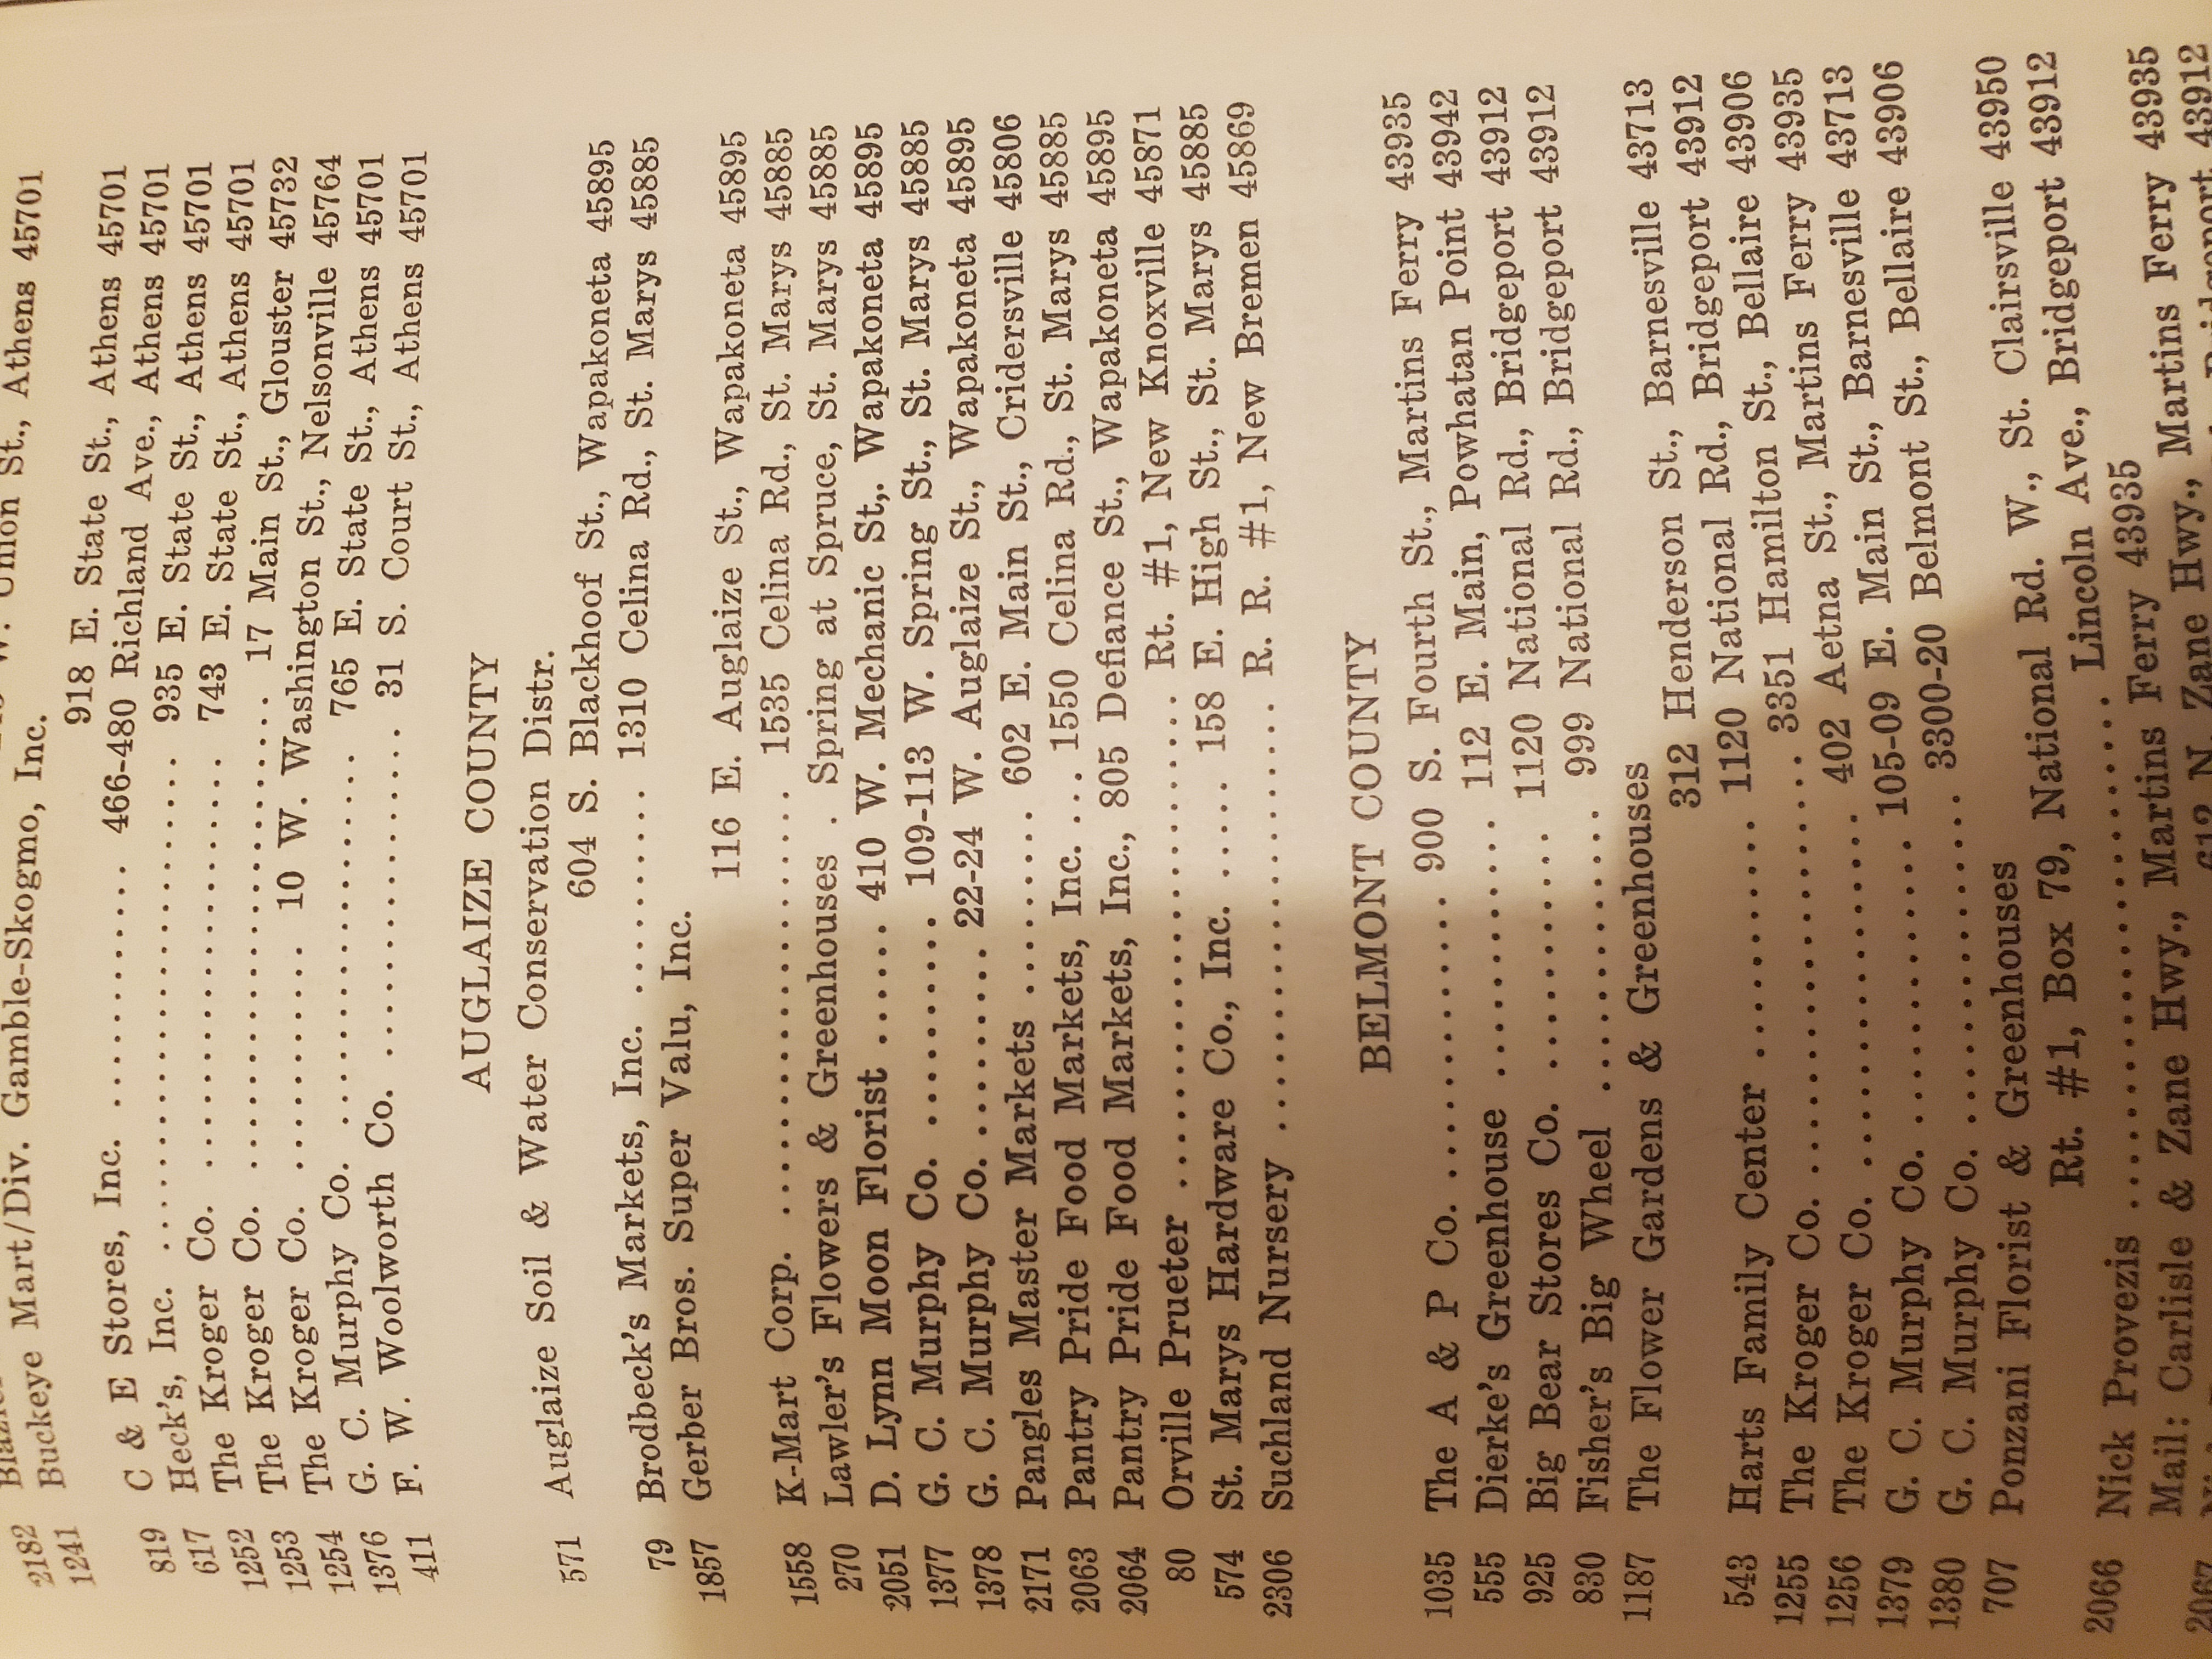 2182
Union St., Athens 45701
1241 Buckeye Mart/Div. Gamble-Skogmo, Inc.
918 E. State St., Athens 45701
819 C & E Stores, Inc. .............. 466-480 Richland Ave., Athens 45701
617 Heck's, Inc. .............................. 935 E. State St., Athens 45701
1252 The Kroger Co. ......................... 743 E. State St., Athens 45701
1253 The Kroger Co. ............................ 17 Main St., Glouster 45732
1254 The Kroger Co. ............. 10 W. Washington St., Nelsonville 45764
1376 G. C. Murphy Co. ...................... 765 E. State St., Athens 45701
411 F. W. Woolworth Co. .................... 31 S. Court St., Athens 45701
AUGLAIZE COUNTY
571 Auglaize Soil & Water Conservation Distr.
604 S. Blackhoof St., Wapakoneta 45895
79 Brodbeck's Markets, Inc. ............. 1310 Celina Rd., St. Marys 45885
1857 Gerber Bros. Super Valu, Inc.
116 E. Auglaize St., Wapakoneta 45895
1558 K-Mart Corp. ......................... 1535 Celina Rd., St. Marys 45885
270 Lawler's Flowers & Greenhouses . Spring at Spruce, St. Marys 45885
2051 D. Lynn Moon Florist ...... 410 W. Mechanic St,. Wapakoneta 45895
1377 G. C. Murphy Co. ............ 109-113 W. Spring St., St. Marys 45885
1378 G. C. Murphy Co. .......... 22-24 W. Auglaize St., Wapakoneta 45895
2171 Pangles Master Markets ........... 602 E. Main St., Cridersville 45806
2063 Pantry Pride Food Markets, Inc. ... 1550 Celina Rd., St. Marys 45885
2064 Pantry Pride Food Markets, Inc., 805 Defiance St., Wapakoneta 45895
80 Orville Prueter .......................... Rt. #1, New Knoxville 45871
574 St. Marys Hardware Co., Inc. ..... 158 E. High St., St. Marys 45885
2306 Suchland Nursery ....................... R. R. #1, New Bremen 45869
BELMONT COUNTY
1035 The A & P Co. ................ 900 S. Fourth St., Martins Ferry 43935
555 Dierke's Greenhouse .............. 112 E. Main, Powhatan Point 43942
925 Big Bear Stores Co. .............. 1120 National Rd., Bridgeport 43912
830 Fisher's Big Wheel ............... 999 National Rd., Bridgeport 43912
1187 The Flower Gardens & Greenhouses
312 Henderson St., Barnesville 43713
543 Harts Family Center ............ 1120 National Rd., Bridgeport 43912
1255 The Kroger Co. ..................... 3351 Hamilton St., Bellaire 43906
1256 The Kroger Co. .................. 402 Aetna St., Martins Ferry 43935
1379 G. C. Murphy Co. .............. 105-09 E. Main St., Barnesville 43713
1380 G. C. Murphy Co. ................ 3300-20 Belmont St., Bellaire 43906
707 Ponzani Florist & Greenhouses
Rt. #1, Box 79, National Rd. W., St. Clairsville 43950
2066 Nick Provezis ......................... Lincoln Ave., Bridgeport 43912
Mail: Carlisle & Zane Hwy., Martins Ferry 43935
2067 N. Zane Hwy., Martins Ferry 43935
43912